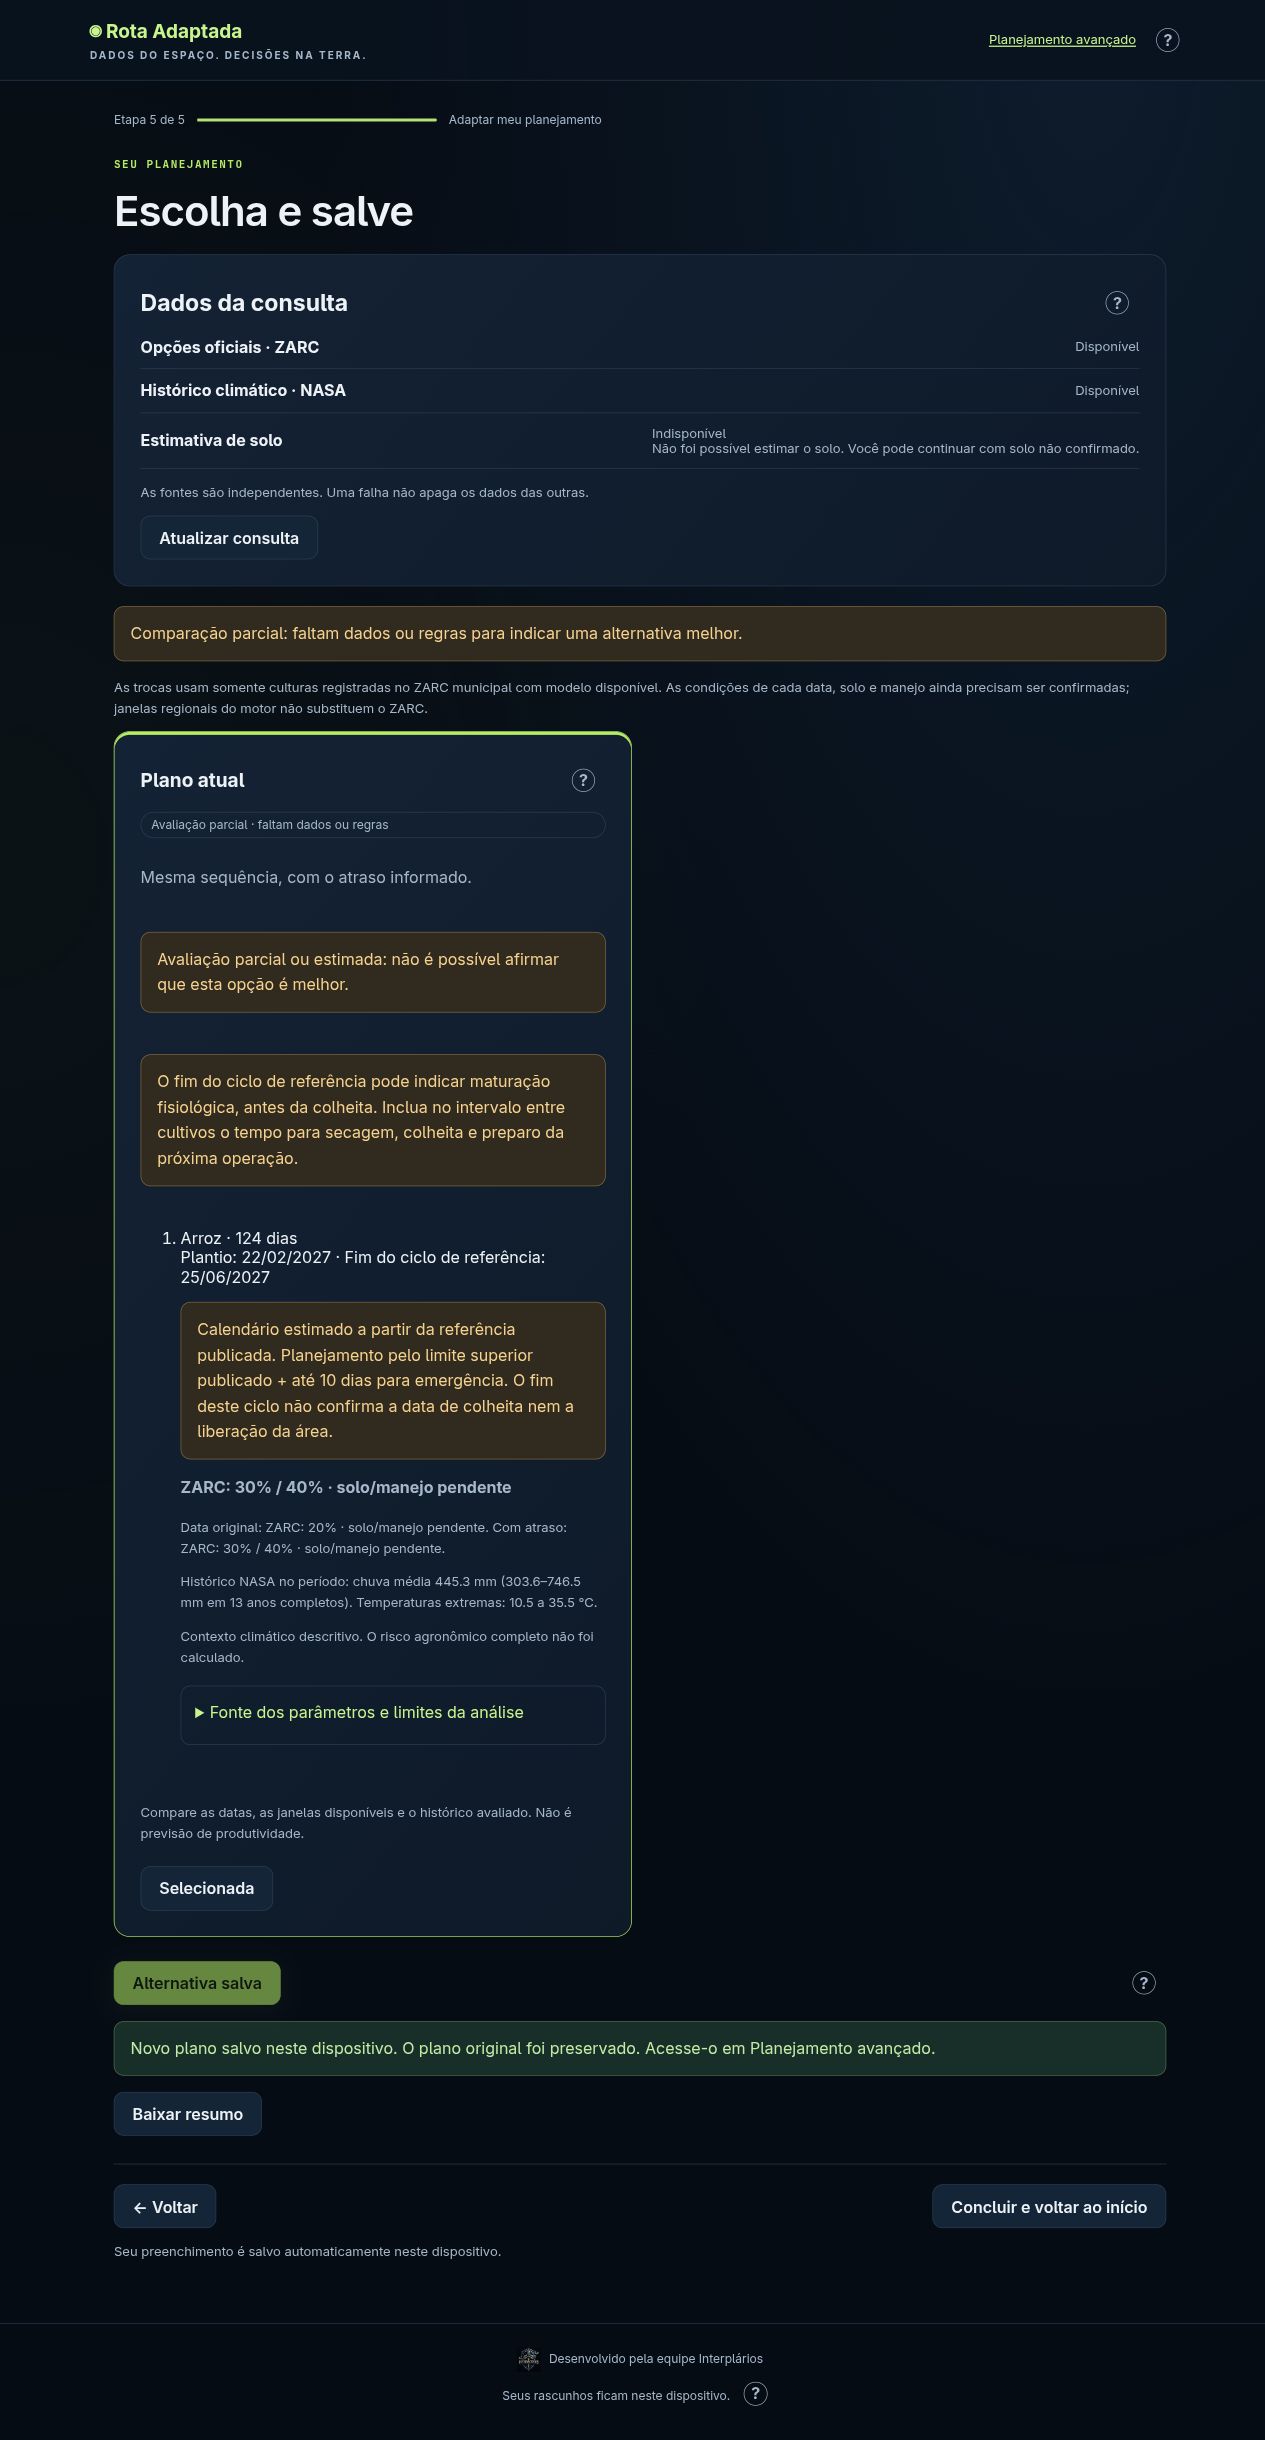 Rota Adaptada
DADOS DO ESPAÇO. DECISÕES NA TERRA.
Planejamento avançado
?
Etapa 5 de 5
Adaptar meu planejamento
SEU PLANEJAMENTO
Escolha e salve
Dados da consulta
?
Opções oficiais · ZARC
Disponível
Histórico climático · NASA
Disponível
Estimativa de solo
Indisponível
Não foi possível estimar o solo. Você pode continuar com solo não confirmado.
As fontes são independentes. Uma falha não apaga os dados das outras.
Atualizar consulta
Comparação parcial: faltam dados ou regras para indicar uma alternativa melhor.
As trocas usam somente culturas registradas no ZARC municipal com modelo disponível. As condições de cada data, solo e manejo ainda precisam ser confirmadas;
janelas regionais do motor não substituem o ZARC.
Plano atual
?
Avaliação parcial · faltam dados ou regras
Mesma sequência, com o atraso informado.
Avaliação parcial ou estimada: não é possível afirmar
que esta opção é melhor.
O fim do ciclo de referência pode indicar maturação
fisiológica, antes da colheita. Inclua no intervalo entre
cultivos o tempo para secagem, colheita e preparo da
próxima operação.
1. Arroz · 124 dias
Plantio: 22/02/2027 · Fim do ciclo de referência:
25/06/2027
Calendário estimado a partir da referência
publicada. Planejamento pelo limite superior
publicado + até 10 dias para emergência. O fim
deste ciclo não confirma a data de colheita nem a
liberação da área.
ZARC: 30% / 40% · solo/manejo pendente
Data original: ZARC: 20% · solo/manejo pendente. Com atraso:
ZARC: 30% / 40% · solo/manejo pendente.
Histórico NASA no período: chuva média 445.3 mm (303.6–746.5
mm em 13 anos completos). Temperaturas extremas: 10.5 a 35.5 °C.
Contexto climático descritivo. O risco agronômico completo não foi
calculado.
▶ Fonte dos parâmetros e limites da análise
Compare as datas, as janelas disponíveis e o histórico avaliado. Não é
previsão de produtividade.
Selecionada
Alternativa salva
?
Novo plano salvo neste dispositivo. O plano original foi preservado. Acesse-o em Planejamento avançado.
Baixar resumo
← Voltar
Concluir e voltar ao início
Seu preenchimento é salvo automaticamente neste dispositivo.
Desenvolvido pela equipe Interplários
Seus rascunhos ficam neste dispositivo.
?